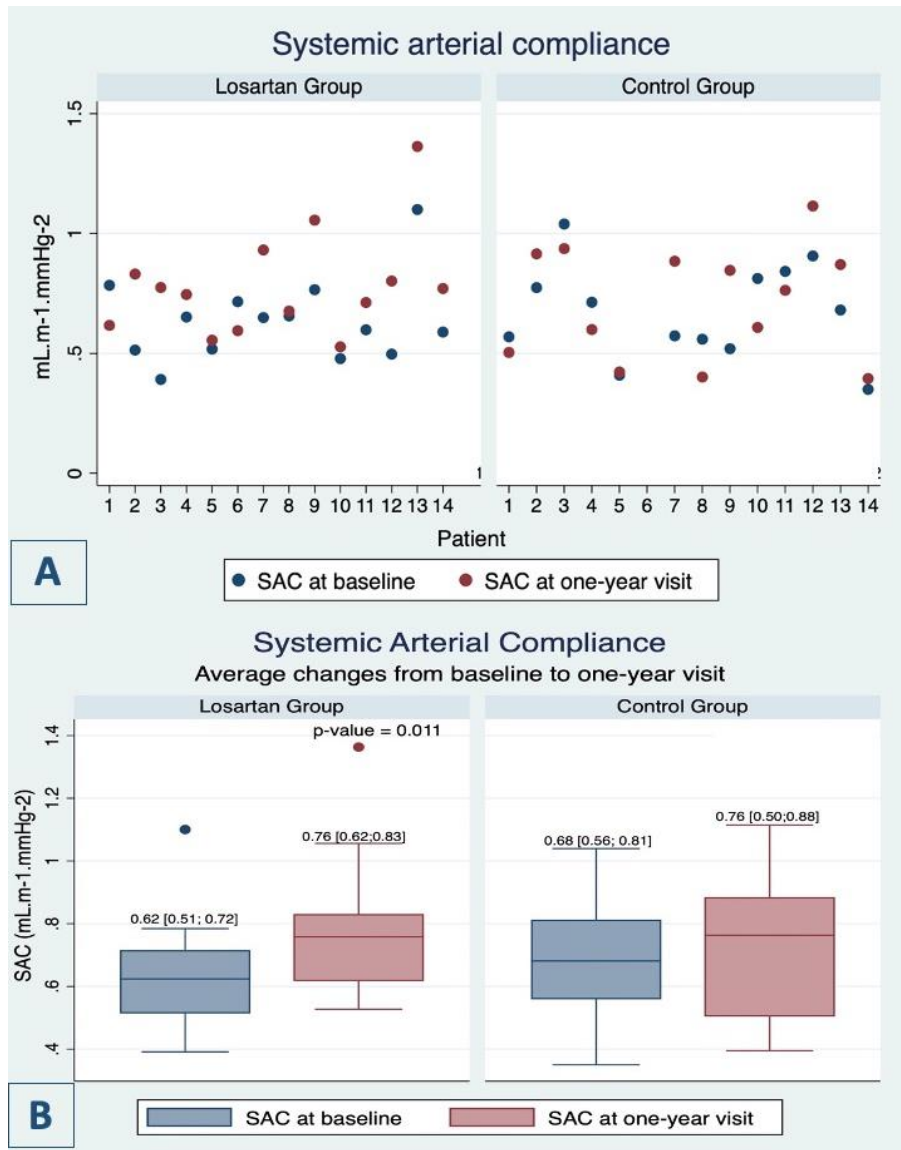 Systemic arterial compliance
Losartan Group Control Group
mL.m-1.mmHg-2
1.5
1
.5
0
1 2 3 4 5 6 7 8 9 10 11 12 13 14 1 2 3 4 5 6 7 8 9 10 11 12 13 14
Patient
A
SAC at baseline SAC at one-year visit
Systemic Arterial Compliance
Average changes from baseline to one-year visit
Losartan Group Control Group
p-value = 0.011
SAC (mL.m-1.mmHg-2)
1.4
1.2
1
.8
.6
.4
0.62 [0.51; 0.72]
0.76 [0.62;0.83]
0.68 [0.56; 0.81]
0.76 [0.50;0.88]
B
SAC at baseline SAC at one-year visit